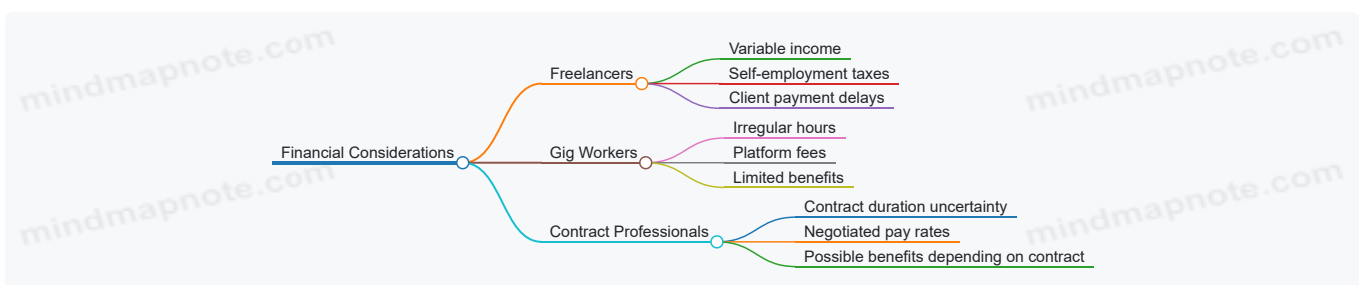 mindmapnote.com
mindmapnote.com
Variable income
Freelancers
Self-employment taxes
Client payment delays
Irregular hours
Financial Considerations
Gig Workers
Platform fees
Limited benefits
mindmapnote.com
mindmapnote.com
Contract duration uncertainty
Contract Professionals
Negotiated pay rates
Possible benefits depending on contract